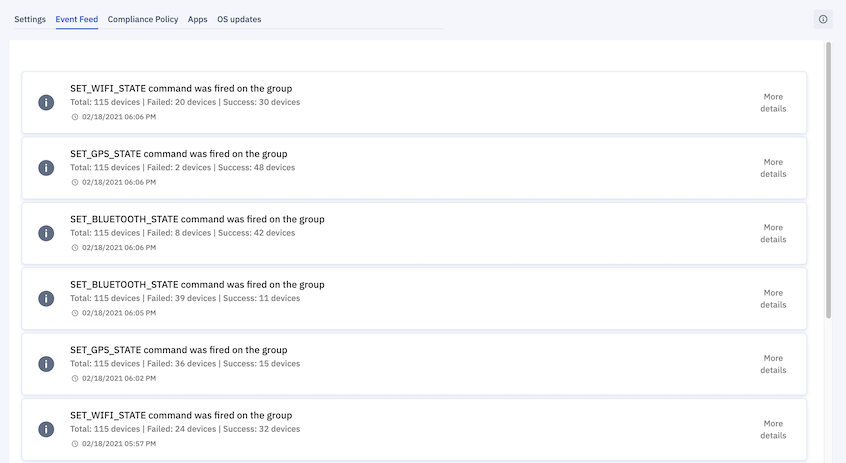 Settings Event Feed Compliance Policy Apps OS updates
SET_WIFI_STATE command was fired on the group
Total: 115 devices | Failed: 20 devices | Success: 30 devices
02/18/2021 06:06 PM
More
details
SET_GPS_STATE command was fired on the group
Total: 115 devices | Failed: 2 devices | Success: 48 devices
02/18/2021 06:06 PM
More
details
SET_BLUETOOTH_STATE command was fired on the group
Total: 115 devices | Failed: 8 devices | Success: 42 devices
02/18/2021 06:06 PM
More
details
SET_BLUETOOTH_STATE command was fired on the group
Total: 115 devices | Failed: 39 devices | Success: 11 devices
02/18/2021 06:05 PM
More
details
SET_GPS_STATE command was fired on the group
Total: 115 devices | Failed: 36 devices | Success: 15 devices
02/18/2021 06:02 PM
More
details
SET_WIFI_STATE command was fired on the group
Total: 115 devices | Failed: 24 devices | Success: 32 devices
02/18/2021 05:57 PM
More
details